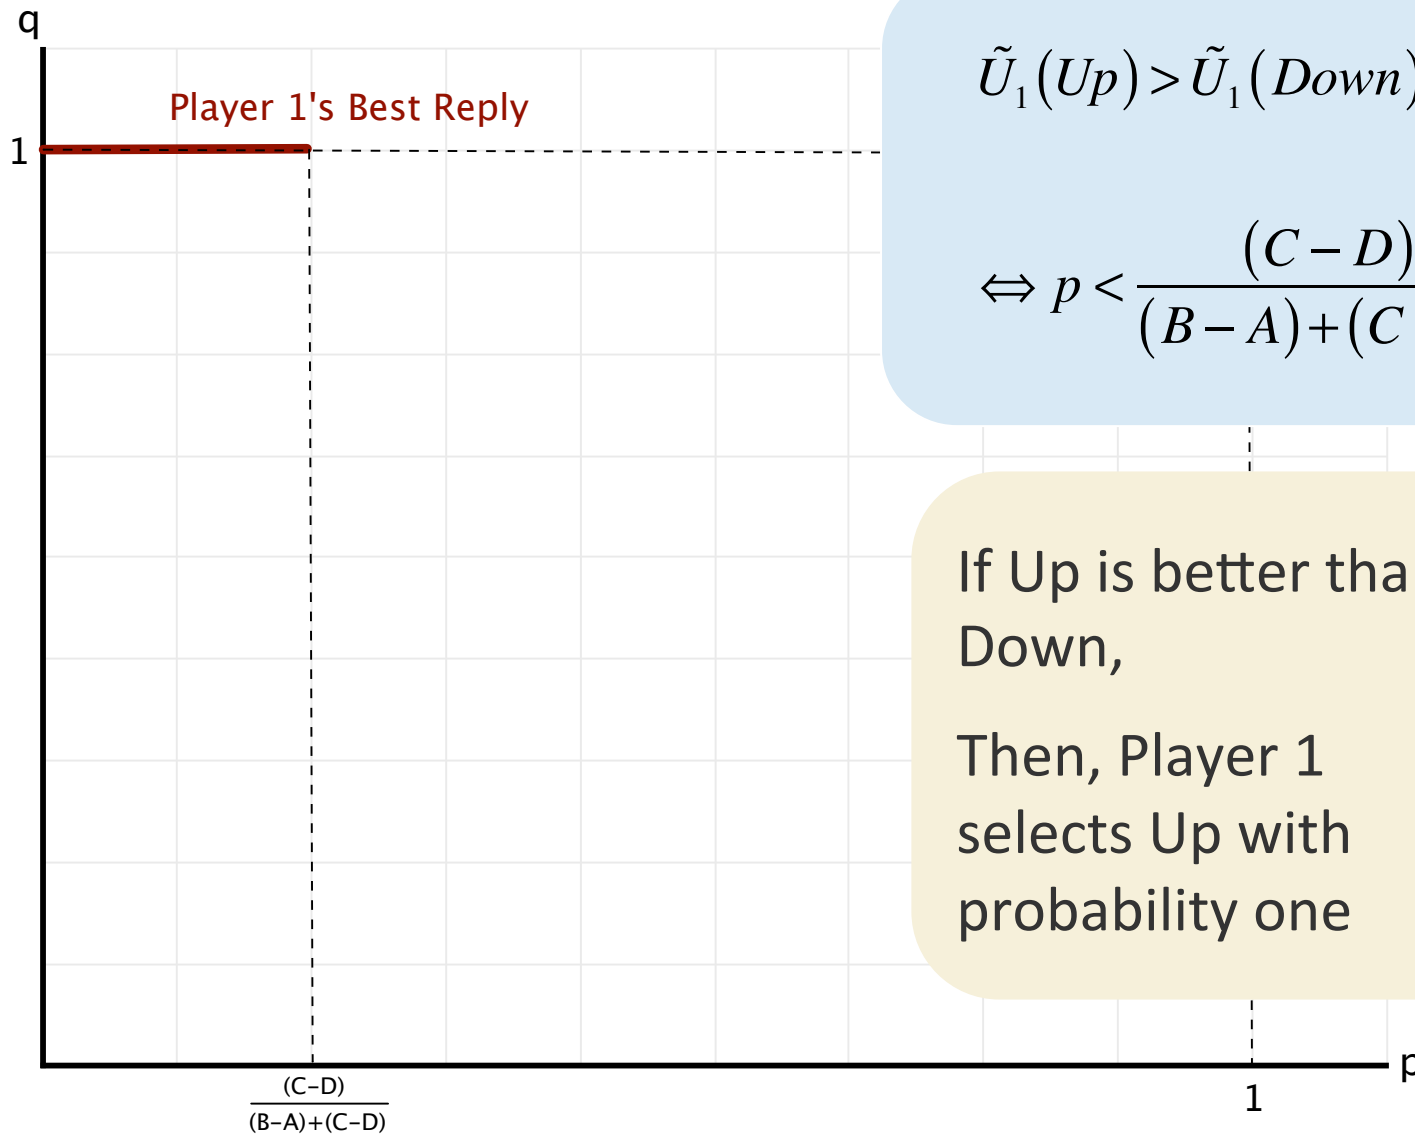 q
Player 1's Best Reply
1
Ũ₁(Up) > Ũ₁(Down)
⇔ p < (C − D)
(B − A)+(C
If Up is better tha
Down,
Then, Player 1
selects Up with
probability one
p
(C-D)
(B-A)+(C-D)
1